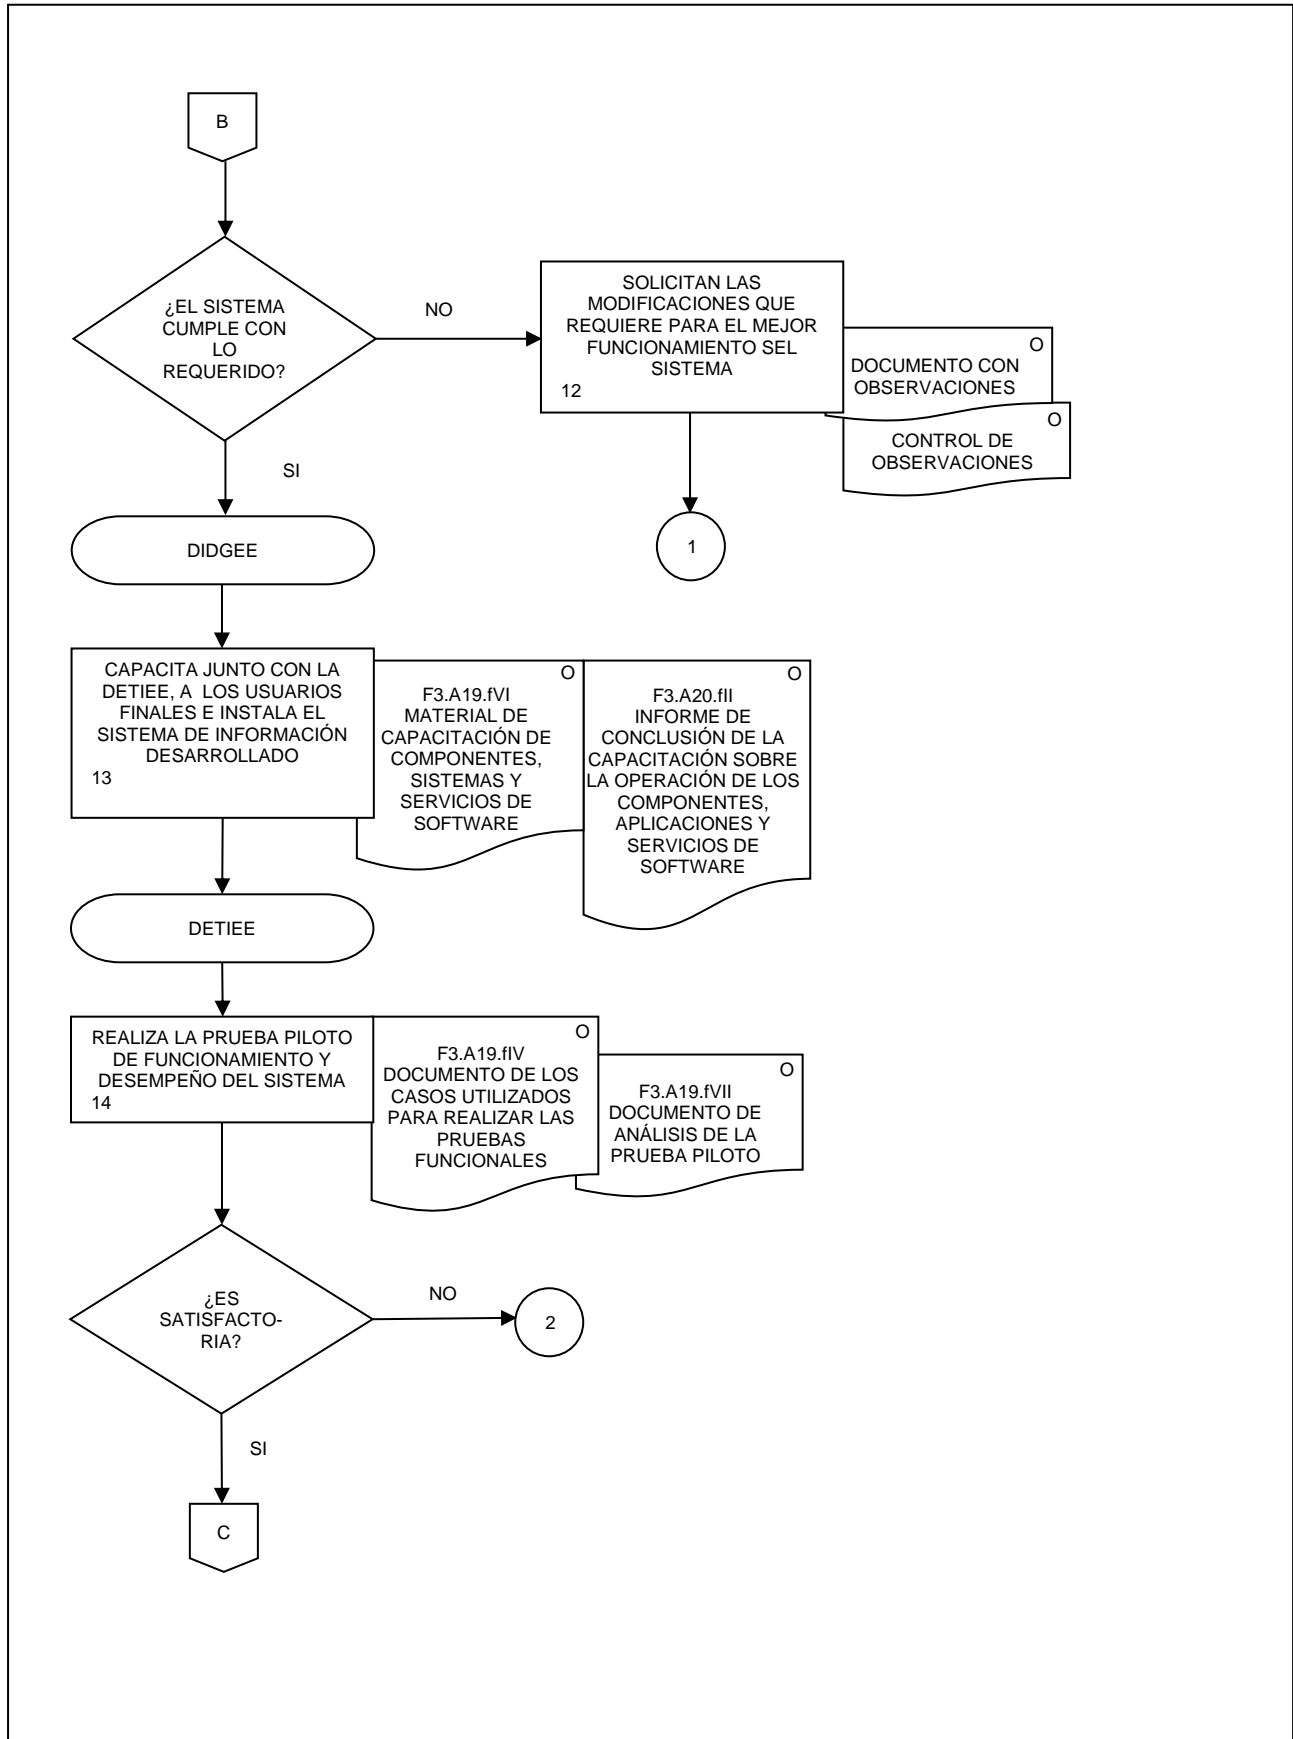 B
¿EL SISTEMA
CUMPLE CON
LO
REQUERIDO?
NO
SOLICITAN LAS
MODIFICACIONES QUE
REQUIERE PARA EL MEJOR
FUNCIONAMIENTO SEL
SISTEMA
12
O
DOCUMENTO CON
OBSERVACIONES
O
CONTROL DE
OBSERVACIONES
SI
1
DIDGEE
CAPACITA JUNTO CON LA
DETIEE, A LOS USUARIOS
FINALES E INSTALA EL
SISTEMA DE INFORMACIÓN
DESARROLLADO
13
O
F3.A19.fVI
MATERIAL DE
CAPACITACIÓN DE
COMPONENTES,
SISTEMAS Y
SERVICIOS DE
SOFTWARE
O
F3.A20.fII
INFORME DE
CONCLUSIÓN DE LA
CAPACITACIÓN SOBRE
LA OPERACIÓN DE LOS
COMPONENTES,
APLICACIONES Y
SERVICIOS DE
SOFTWARE
DETIEE
REALIZA LA PRUEBA PILOTO
DE FUNCIONAMIENTO Y
DESEMPEÑO DEL SISTEMA
14
O
F3.A19.fIV
DOCUMENTO DE LOS
CASOS UTILIZADOS
PARA REALIZAR LAS
PRUEBAS
FUNCIONALES
O
F3.A19.fVII
DOCUMENTO DE
ANÁLISIS DE LA
PRUEBA PILOTO
¿ES
SATISFACTO-
RIA?
NO
2
SI
C